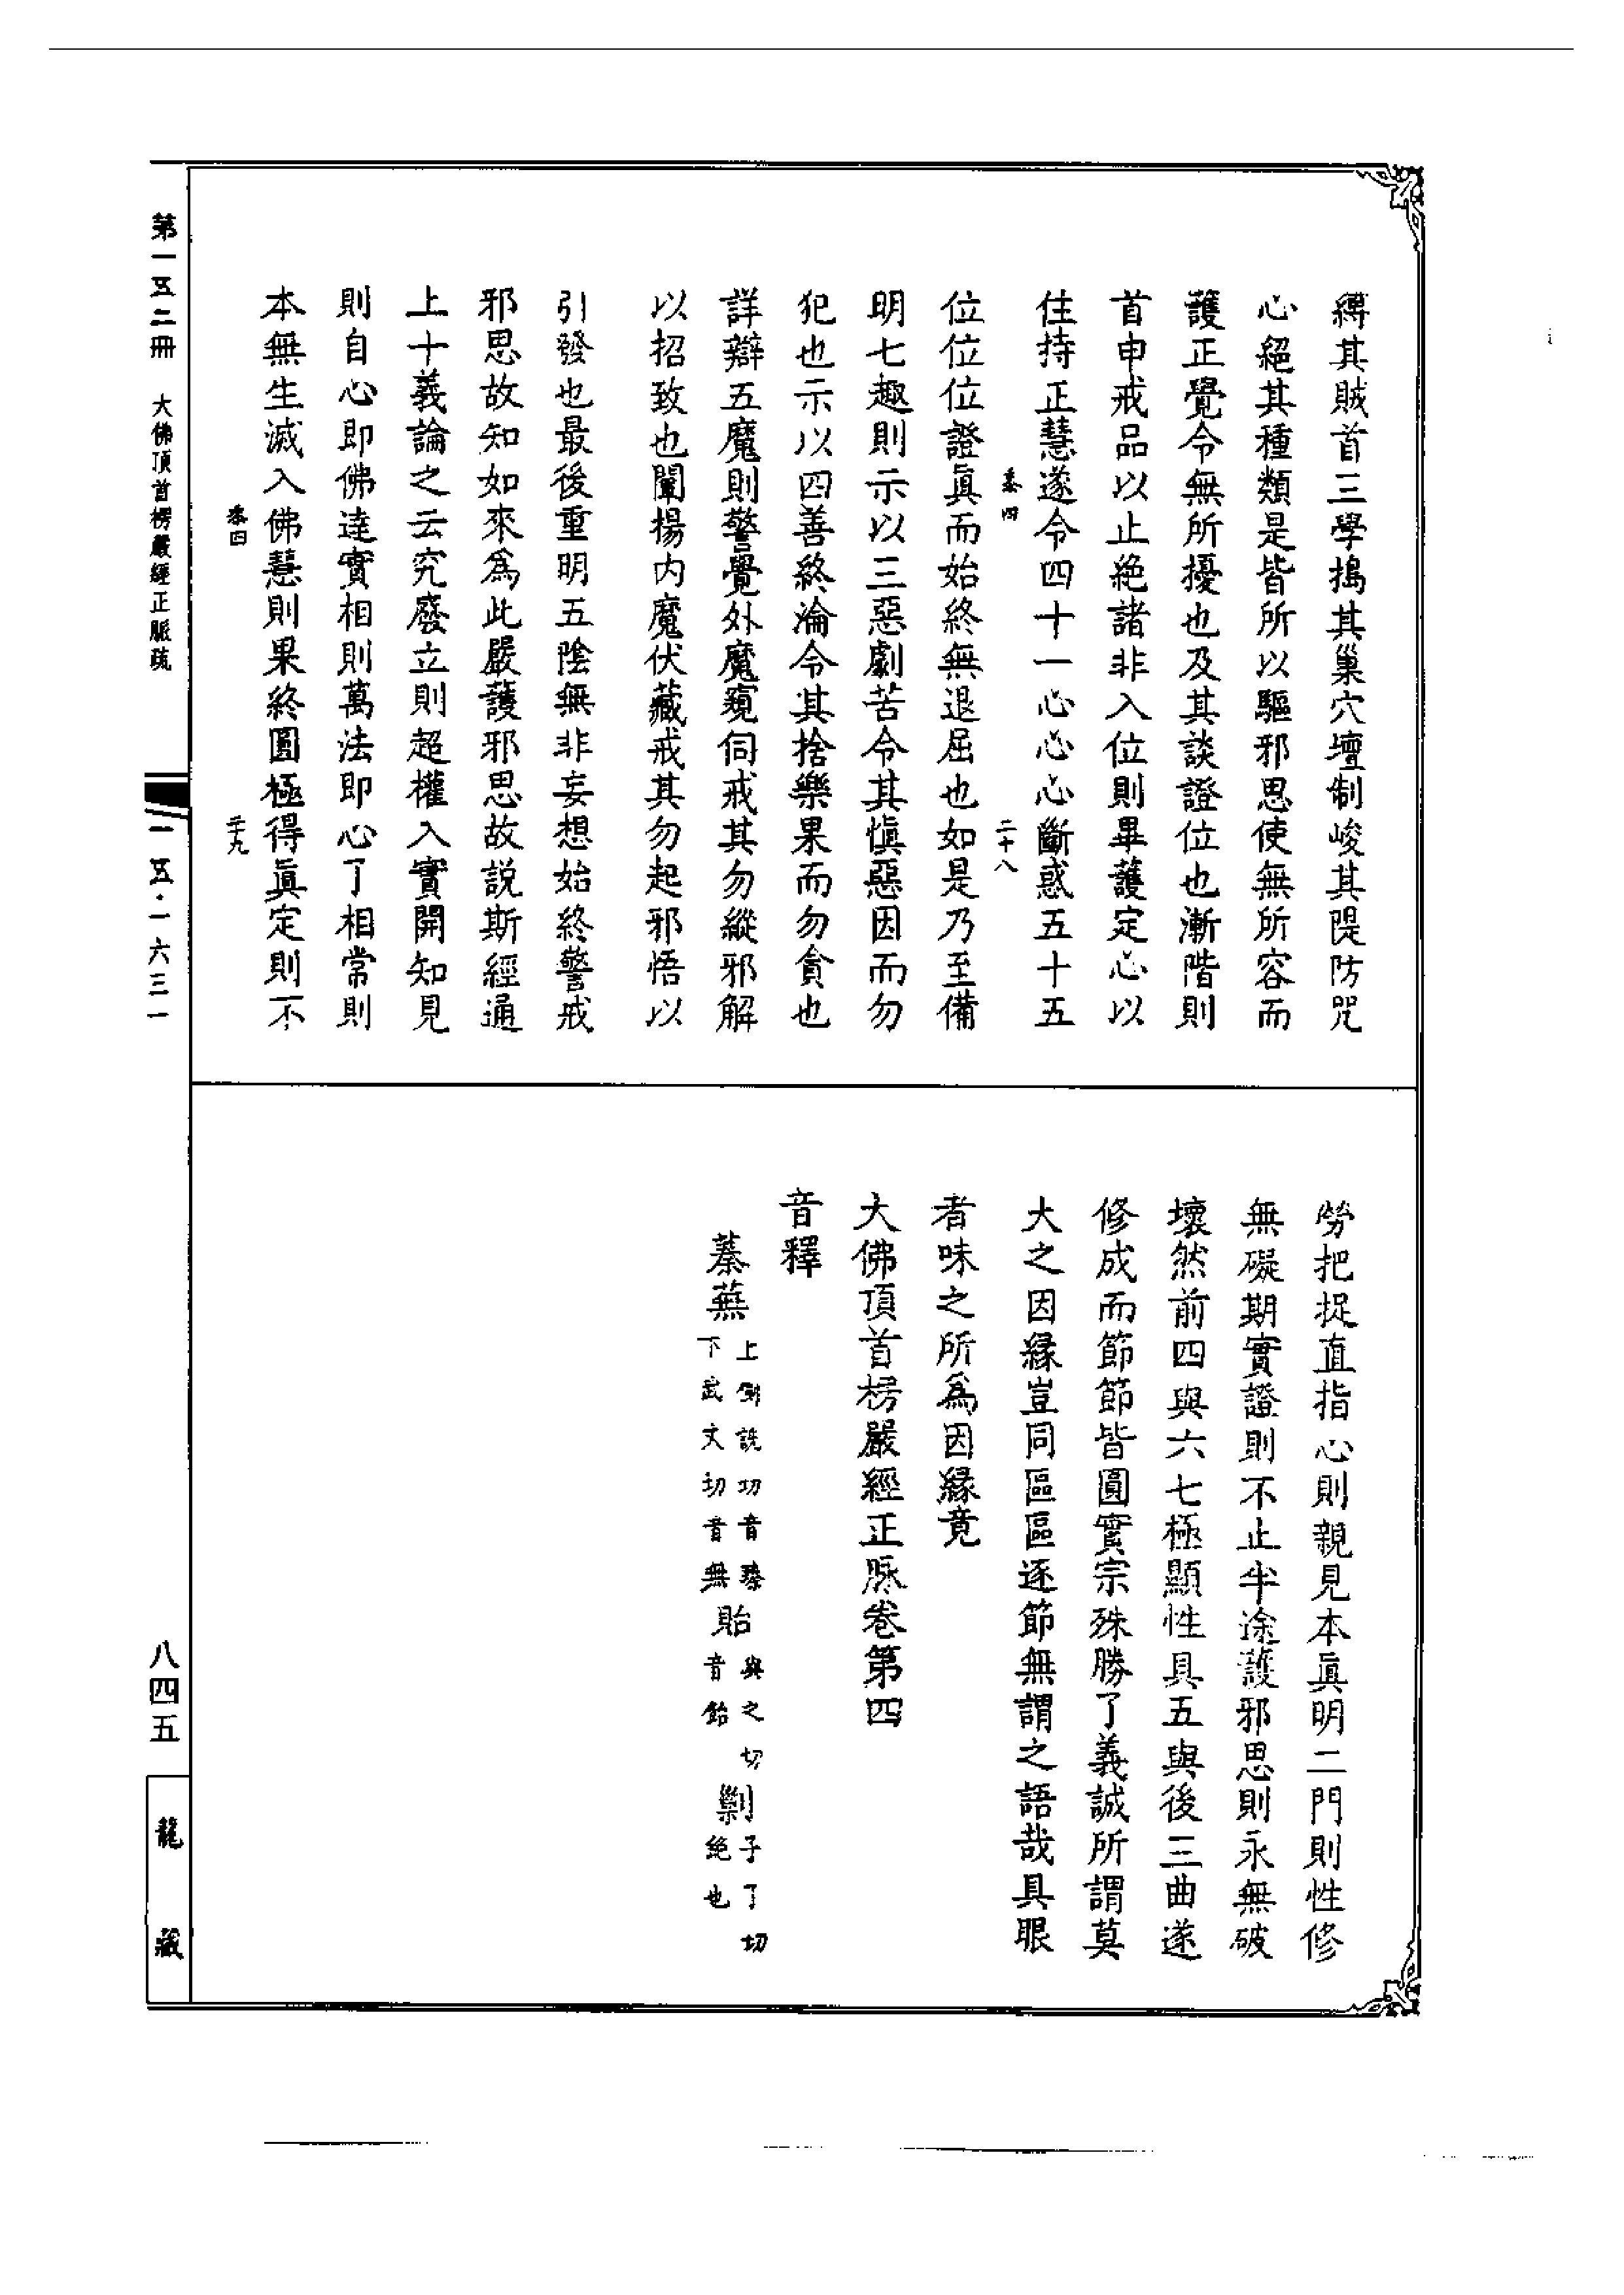 縛其賊首三學搗其巢穴壇制峻其隄防咒
心絕其種類是皆所以驅邪思使無所容而
護正覺令無所擾也及其談證位也漸階則
首申戒品以止絶諸非入位則畢護定心以
住持正慧遂令四十一心心心斷惑五十五
位位位證眞而始終無退屈也如是乃至備
明七趣則示以三惡劇苦令其愼惡因而勿
犯也示以四善終淪令其捨樂果而勿貪也
詳辯五魔則警覺外魔窺伺戒其勿縱邪解
以招致也闡揚内魔伏藏戒其勿起邪悟以
引發也最後重明五陰無非妄想始終警戒
邪思故知如來爲此嚴護邪思故説斯經通
上十義論之云究廢立則超權入實開知見
則自心即佛達實相則萬法即心了相常則
本無生滅入佛慧則果終圓極得眞定則不
二十八
二十九
勞把捉直指心則親見本眞明二門則性修
無礙期實證則不止半途護邪思則永無破
壞然前四與六七極顯性具五與後三曲遂
修成而節節皆圓實宗殊勝了義誠所謂莫
大之因縁豈同區區逐節無謂之語哉具眼
者味之所爲因縁竟
大佛頂首楞嚴經正脈卷第四
音釋
蓁蕪 上側詵切音臻下武夫切音無 貽 與之切音飴 剿 子了切絶也
第一五二冊 大佛頂首楞嚴經正脈疏
一五·一六三一
八四五
龍藏